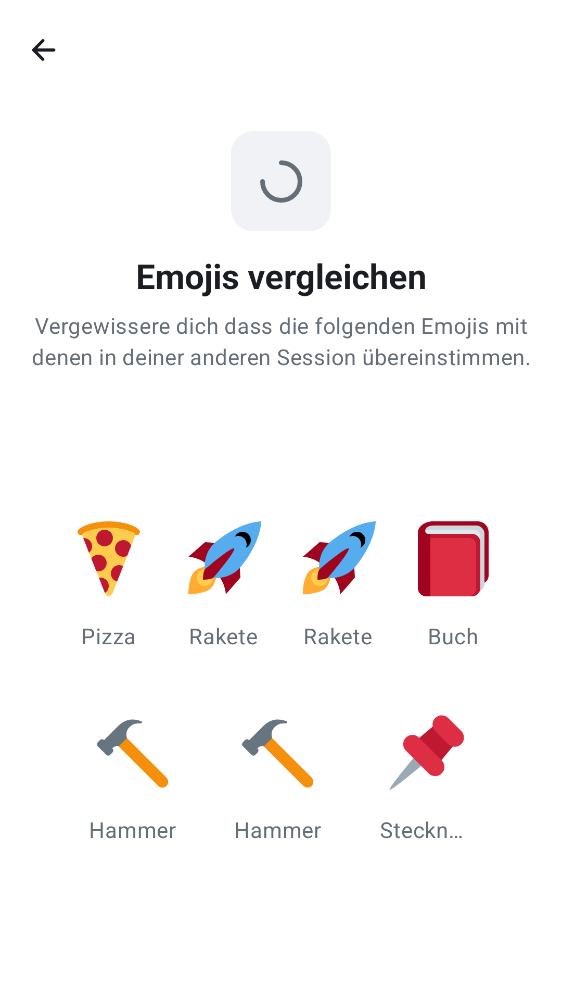 Emojis vergleichen
Vergewissere dich dass die folgenden Emojis mit
denen in deiner anderen Session übereinstimmen.
Pizza Rakete Rakete Buch
Hammer Hammer Steckn…